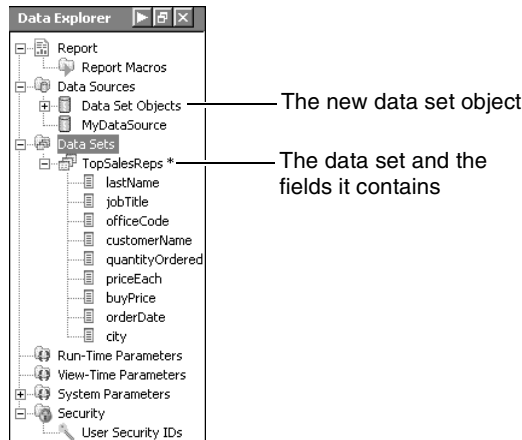 Data Explorer
Report
Report Macros
Data Sources
Data Set Objects
MyDataSource
Data Sets
TopSalesReps *
lastName
jobTitle
officeCode
customerName
quantityOrdered
priceEach
buyPrice
orderDate
city
Run-Time Parameters
View-Time Parameters
System Parameters
Security
User Security IDs
The new data set object
The data set and the
fields it contains